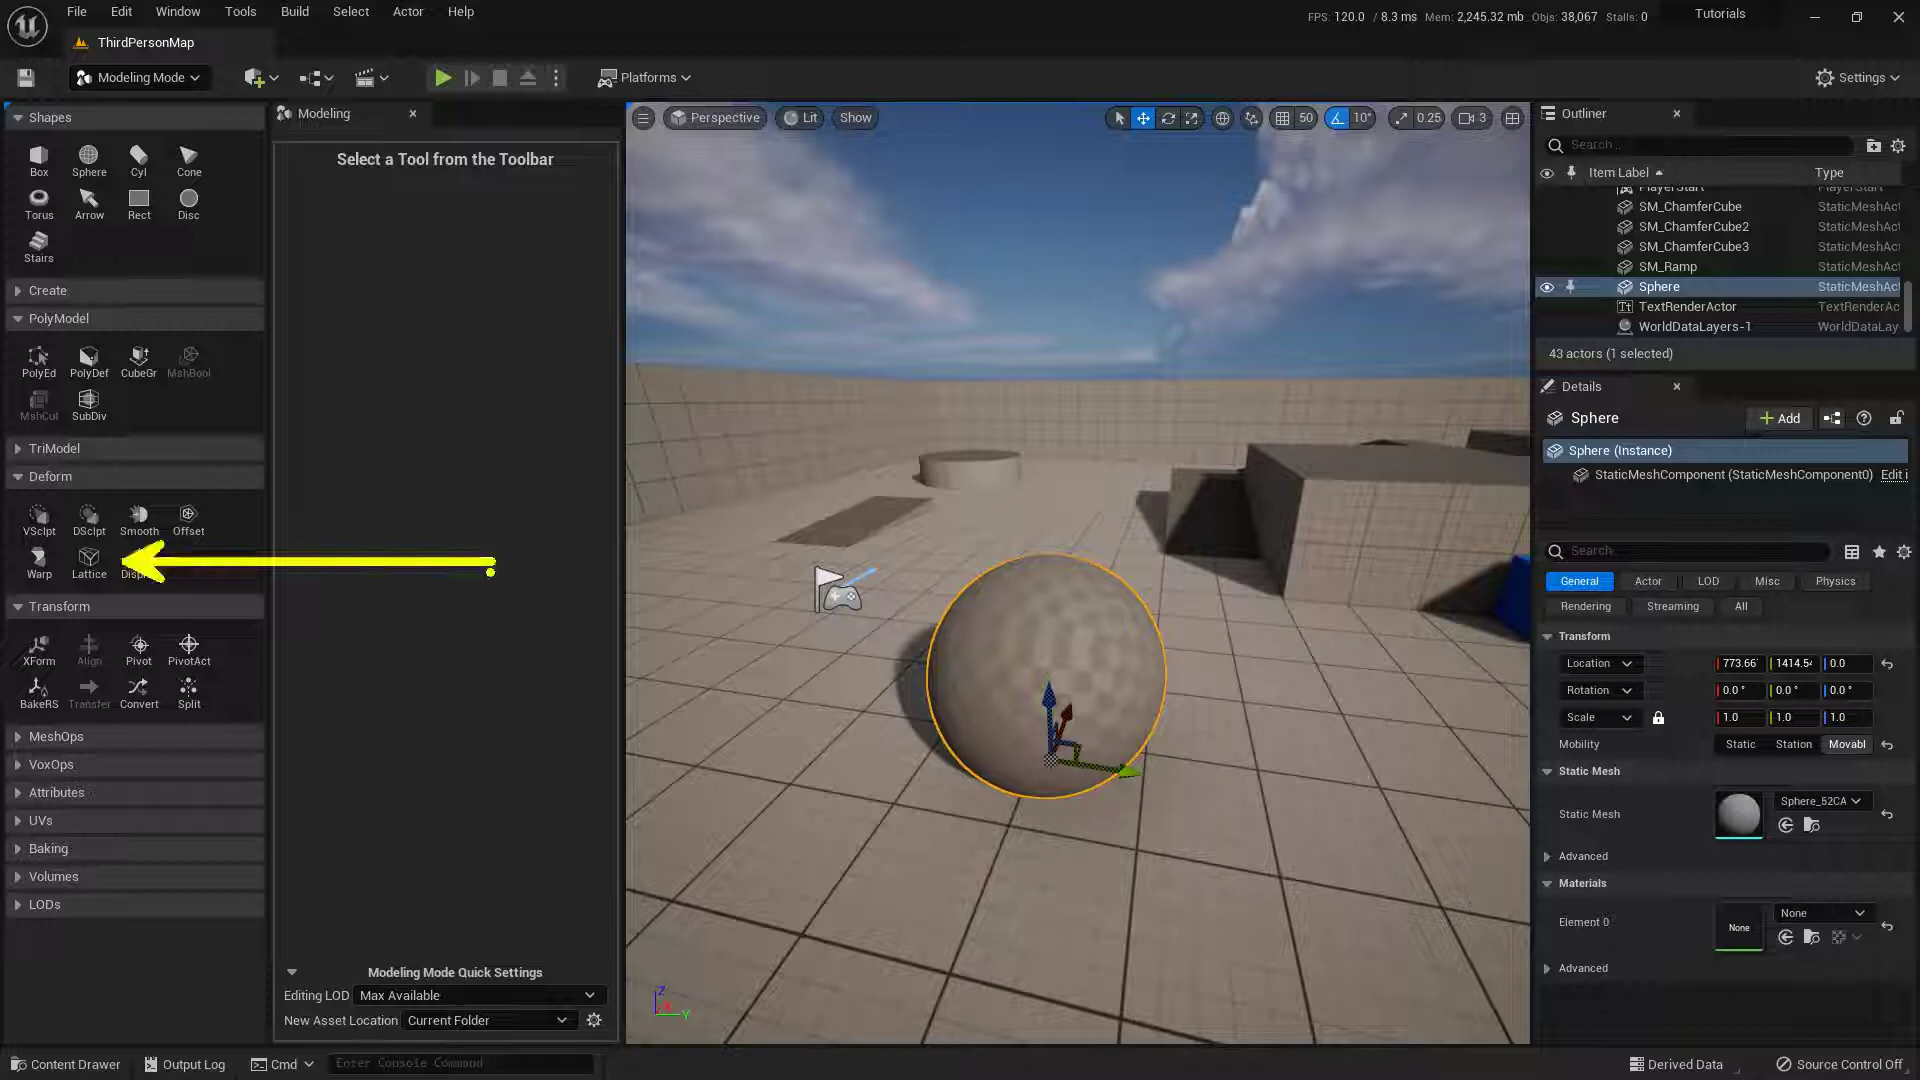 File Edit Window Tools Build Select Actor Help
FPS: 120.0 / 8.3 ms Mem: 2,245.32 mb Objs: 38,067 Stalls: 0
Tutorials
ThirdPersonMap
Modeling Mode
Platforms
Settings
Shapes
Box Sphere Cyl Cone
Torus Arrow Rect Disc
Stairs
Create
PolyModel
PolyEd PolyDef CubeGr MshBool
MshCut SubDiv
TriModel
Deform
VSclpt DSclpt Smooth Offset
Warp Lattice
Transform
XForm Align Pivot PivotAct
BakeRS Transfer Convert Split
MeshOps
VoxOps
Attributes
UVs
Baking
Volumes
LODs
Modeling
Select a Tool from the Toolbar
Modeling Mode Quick Settings
Editing LOD Max Available
New Asset Location Current Folder
Perspective Lit Show
50 10° 0.25 3
Z
Y
Outliner
Search...
Item Label Type
PlayerStart PlayerStart
SM_ChamferCube StaticMeshAct
SM_ChamferCube2 StaticMeshAct
SM_ChamferCube3 StaticMeshAct
SM_Ramp StaticMeshAct
Sphere StaticMeshAct
TextRenderActor TextRenderAc
WorldDataLayers-1 WorldDataLay
43 actors (1 selected)
Details
Sphere
Add
Sphere (Instance)
StaticMeshComponent (StaticMeshComponent0) Edit i
Search
General Actor LOD Misc Physics
Rendering Streaming All
Transform
Location 773.66 1414.54 0.0
Rotation 0.0 ° 0.0 ° 0.0 °
Scale 1.0 1.0 1.0
Mobility Static Station Movabl
Static Mesh
Static Mesh Sphere_52CA
Advanced
Materials
Element 0 None None
Advanced
Content Drawer Output Log Cmd Enter Console Command
Derived Data Source Control Off